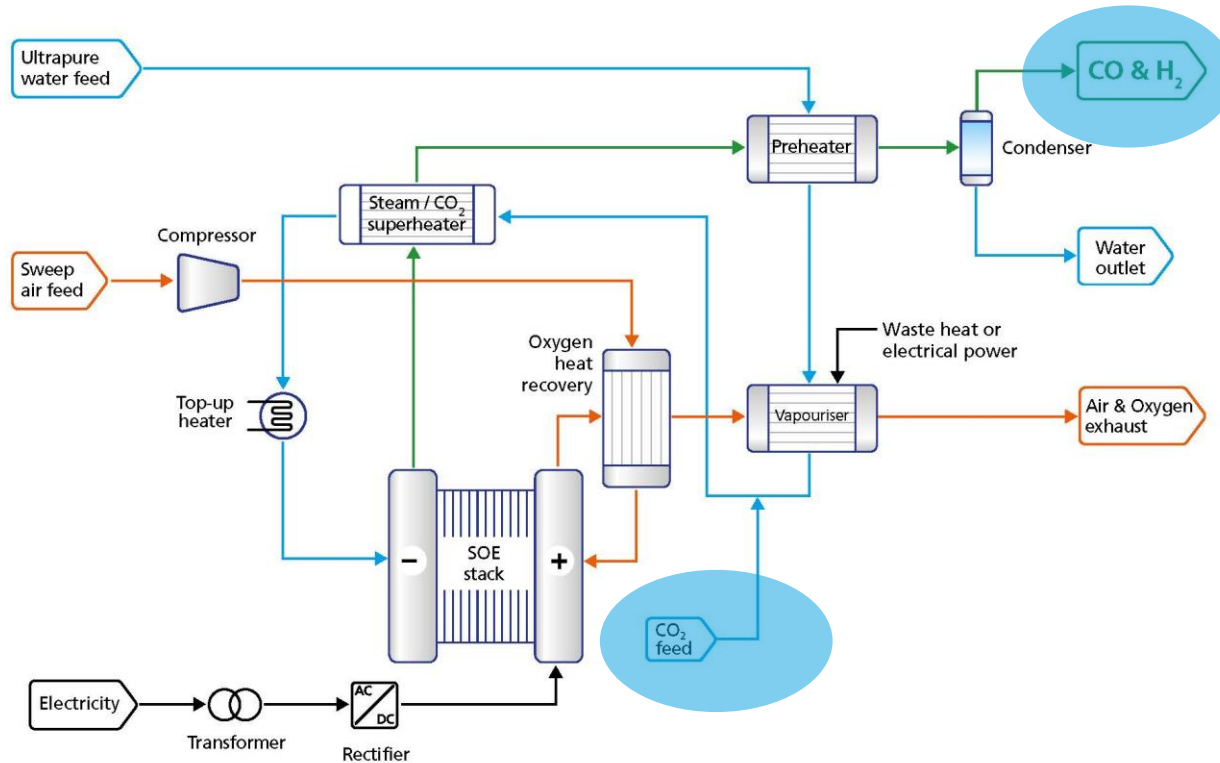 Ultrapure
water feed
CO & H₂
Preheater
Condenser
Steam / CO₂
superheater
Compressor
Water
outlet
Sweep
air feed
Waste heat or
electrical power
Oxygen
heat
recovery
Top-up
heater
Vapouriser
Air & Oxygen
exhaust
−
SOE
stack
+
CO₂
feed
Electricity
AC
DC
Transformer
Rectifier